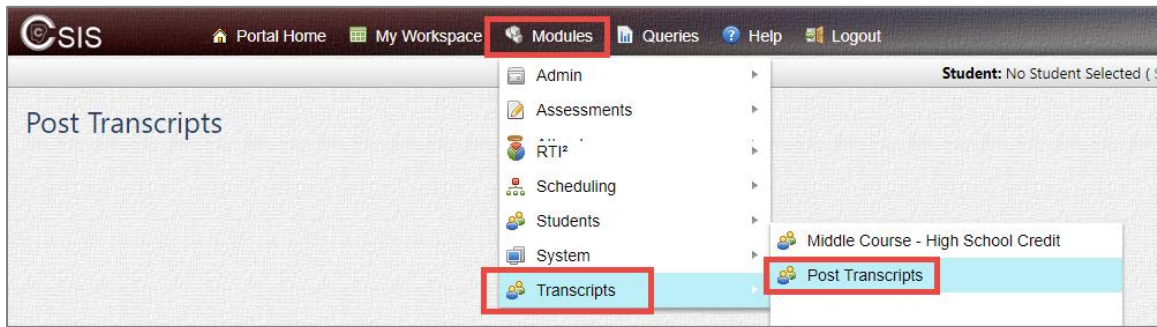 CSIS Portal Home My Workspace Modules Queries Help Logout
Student: No Student Selected (
Post Transcripts
Admin
Assessments
RTI²
Scheduling
Students
System
Transcripts
Middle Course - High School Credit
Post Transcripts